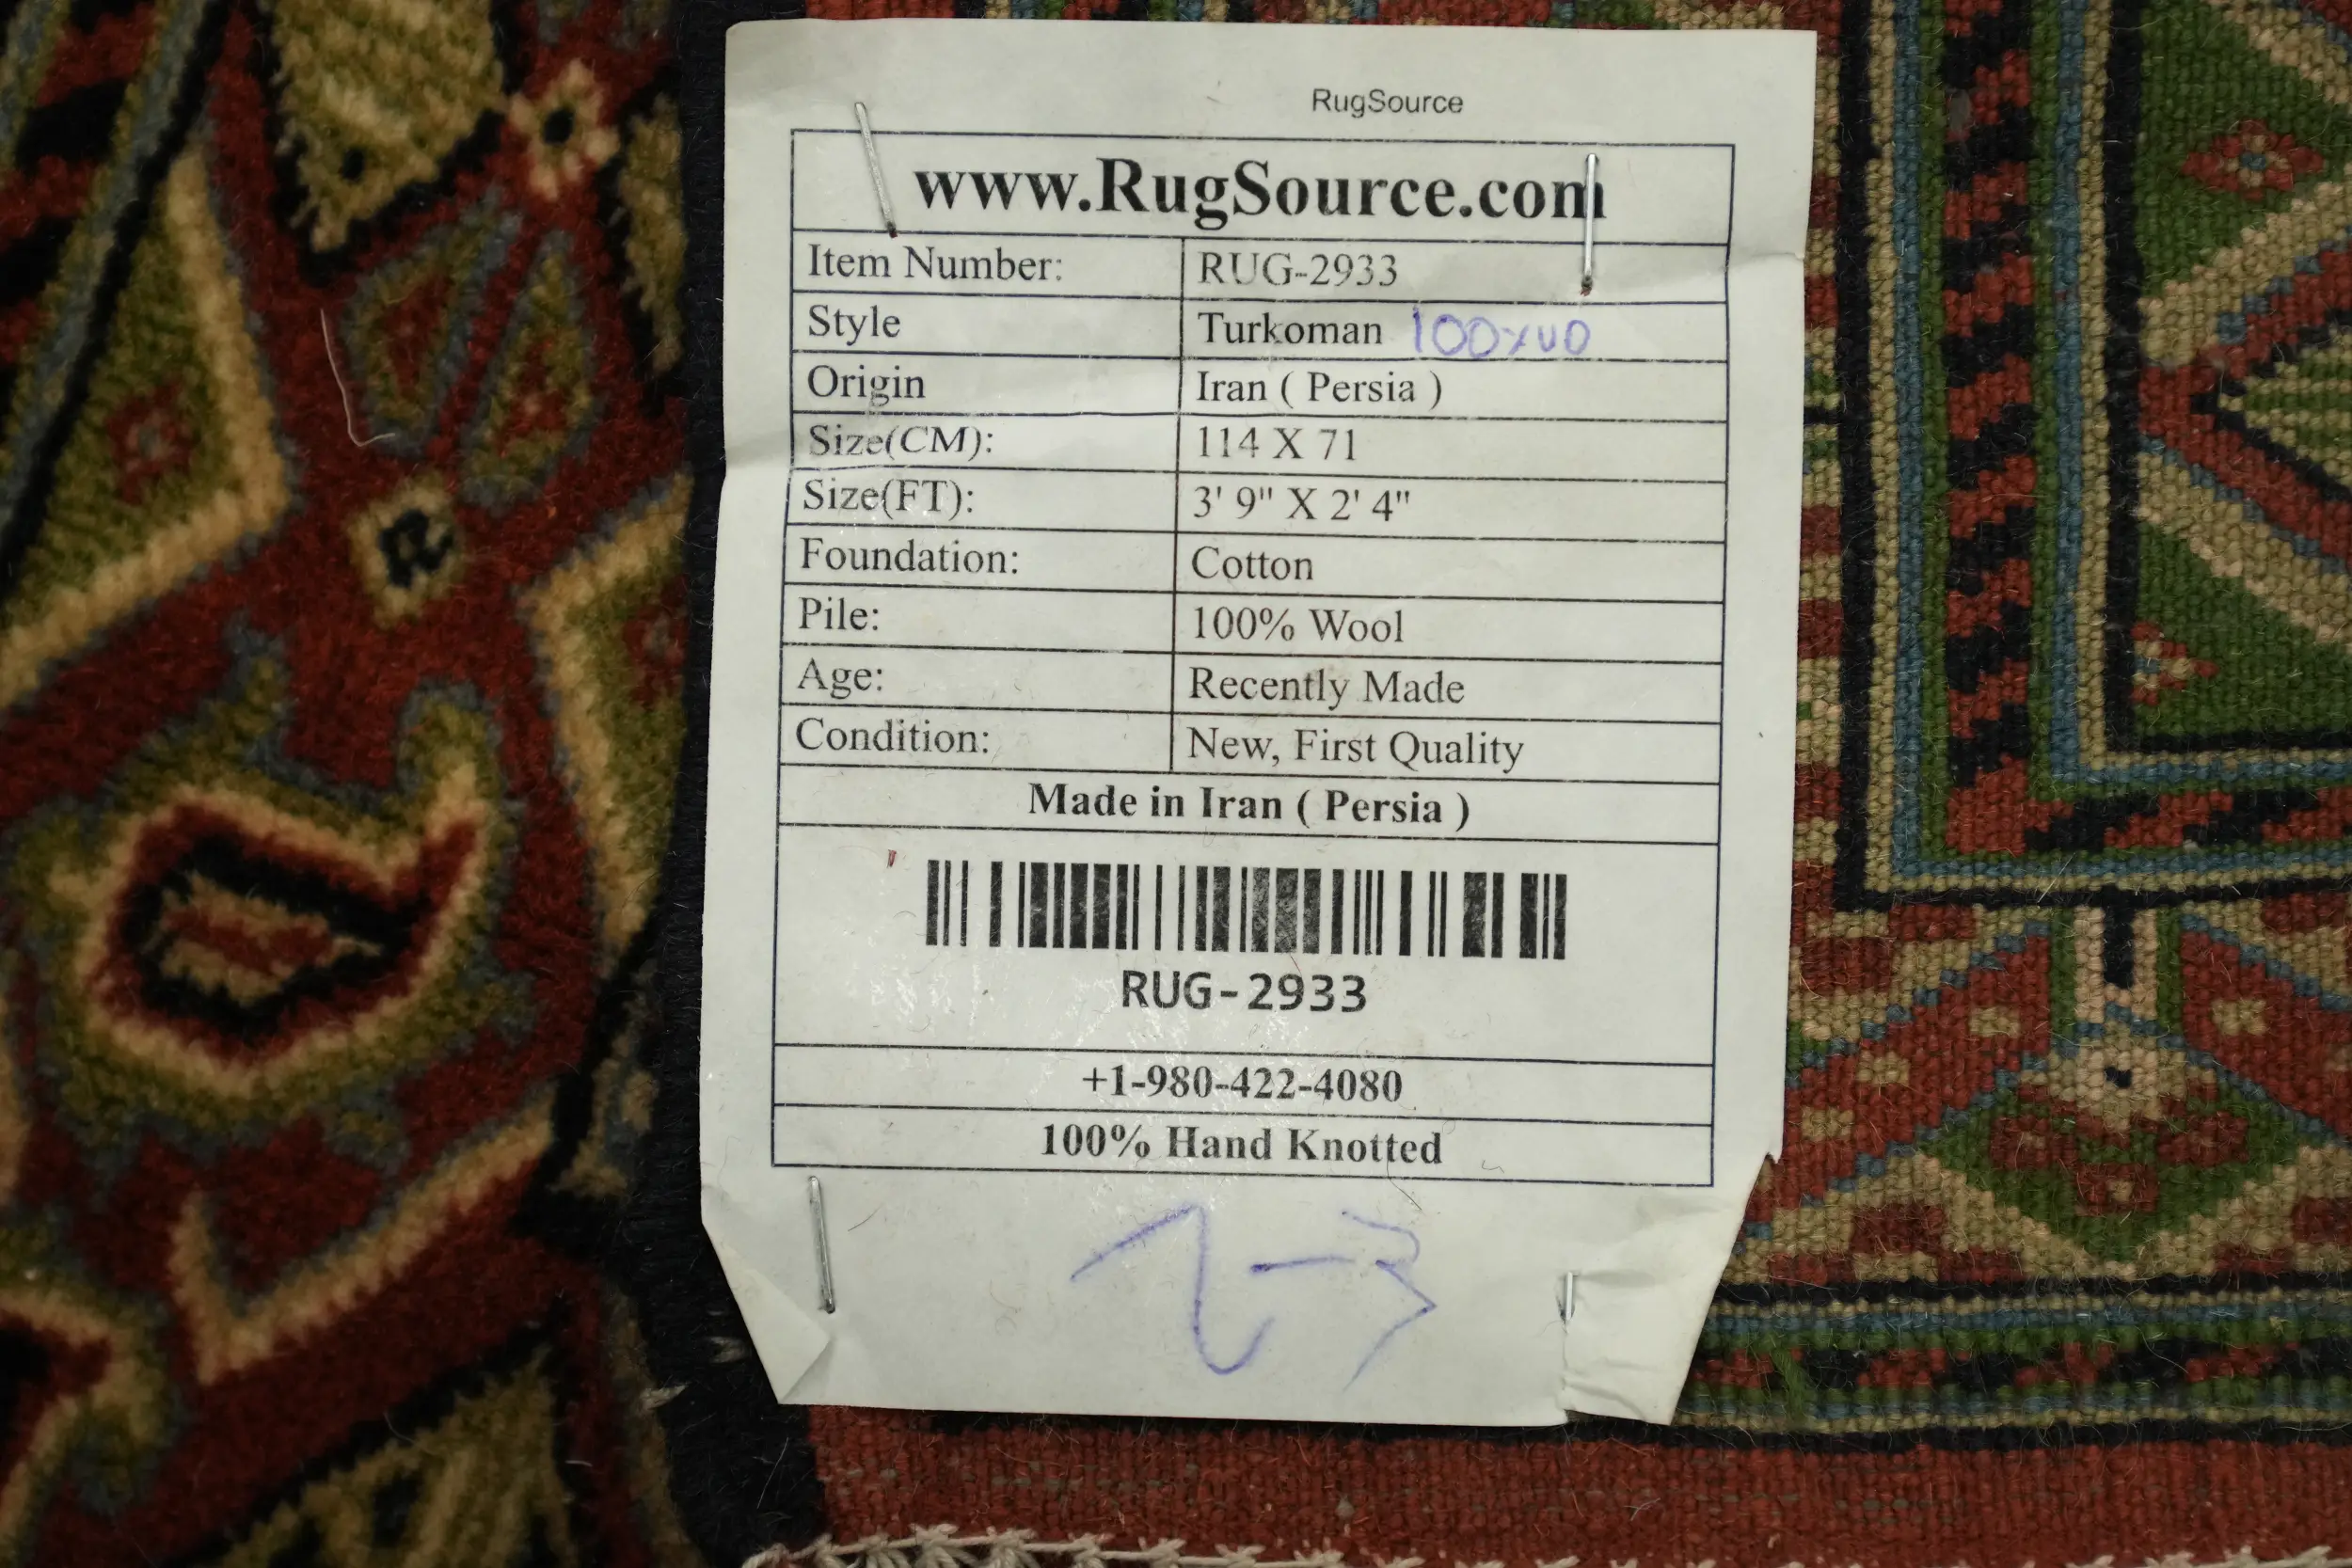 RugSource
www.RugSource.com
Item Number: RUG-2933
Style Turkoman
Origin Iran ( Persia )
Size(CM): 114 X 71
Size(FT): 3' 9" X 2' 4"
Foundation: Cotton
Pile: 100% Wool
Age: Recently Made
Condition: New, First Quality
Made in Iran ( Persia )
RUG-2933
+1-980-422-4080
100% Hand Knotted